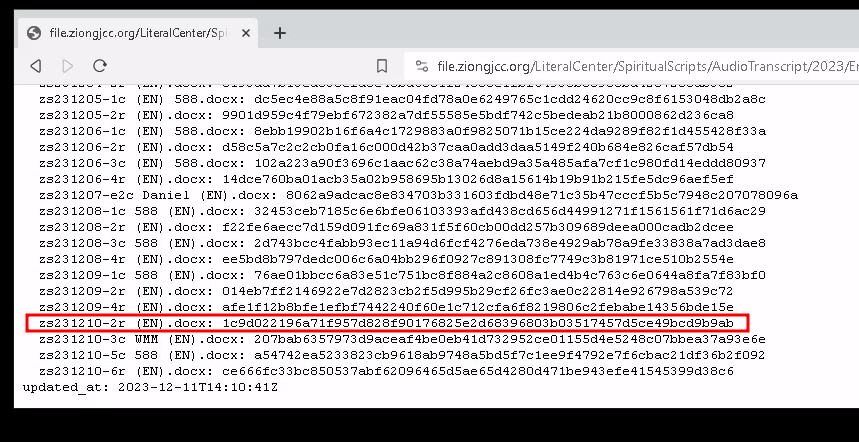 file.ziongjcc.org/LiteralCenter/Spi
file.ziongjcc.org/LiteralCenter/SpiritualScripts/AudioTranscript/2023/En
zs231205-1c (EN) 588.docx: dc5ec4e88a5c8f91eac04fd78a0e6249765c1cdd24620cc9c8f6153048db2a8c
zs231205-2r (EN).docx: 9901d959c4f79ebf672382a7df55585e5bdf742c5bedeab21b8000862d236ca8
zs231206-1c (EN) 588.docx: 8ebb19902b16f6a4c1729883a0f9825071b15ce224da9289f82f1d455428f33a
zs231206-2r (EN).docx: d58c5a7c2c2cb0fa16c000d42b37caa0add3daa5149f240b684e826caf57db54
zs231206-3c (EN) 588.docx: 102a223a90f3696c1aac62c38a74aebd9a35a485afa7cf1c980fd14eddd80937
zs231206-4r (EN).docx: 14dce760ba01acb35a02b958695b13026d8a15614b19b91b215fe5dc96aef5ef
zs231207-e2c Daniel (EN).docx: 8062a9adcac8e834703b331603fdbd48e71c35b47cccf5b5c7948c207078096a
zs231208-1c 588 (EN).docx: 32453ceb7185c6e6bfe06103393afd438cd656d44991271f1561561f71d6ac29
zs231208-2r (EN).docx: f22fe6aecc7d159d091fc69a831f5f60cb00dd257b309689deea000cadb2dcee
zs231208-3c 588 (EN).docx: 2d743bcc4fabb93ec11a94d6fcf4276eda738e4929ab78a9fe33838a7ad3dae8
zs231208-4r (EN).docx: ee5bd8b797dedc006c6a04bb296f0927c891308fc7749c3b81971ce510b2554e
zs231209-1c 588 (EN).docx: 76ae01bbcc6a83e51c751bc8f884a2c8608a1ed4b4c763c6e0644a8fa7f83bf0
zs231209-2r (EN).docx: 014eb7ff2146922e7d2823cb2f5d995b29cf26fc3ae0c22814e926798a539c72
zs231209-4r (EN).docx: afe1f12b8bfe1efbf7442240f60e1c712cfa6f8219806c2febabe14356bde15e
zs231210-2r (EN).docx: 1c9d022196a71f957d828f90176825e2d68396803b03517457d5ce49bcd9b9ab
zs231210-3c WMM (EN).docx: 207bab6357973d9aceaf4be0eb41d732952ce01155d4e5248c07bbea37a93e6e
zs231210-5c 588 (EN).docx: a54742ea5233823cb9618ab9748a5bd5f7c1ee9f4792e7f6cbac21df36b2f092
zs231210-6r (EN).docx: ce666fc33bc850537abf62096465d5ae65d4280d471be943efe41545399d38c6
updated_at: 2023-12-11T14:10:41Z